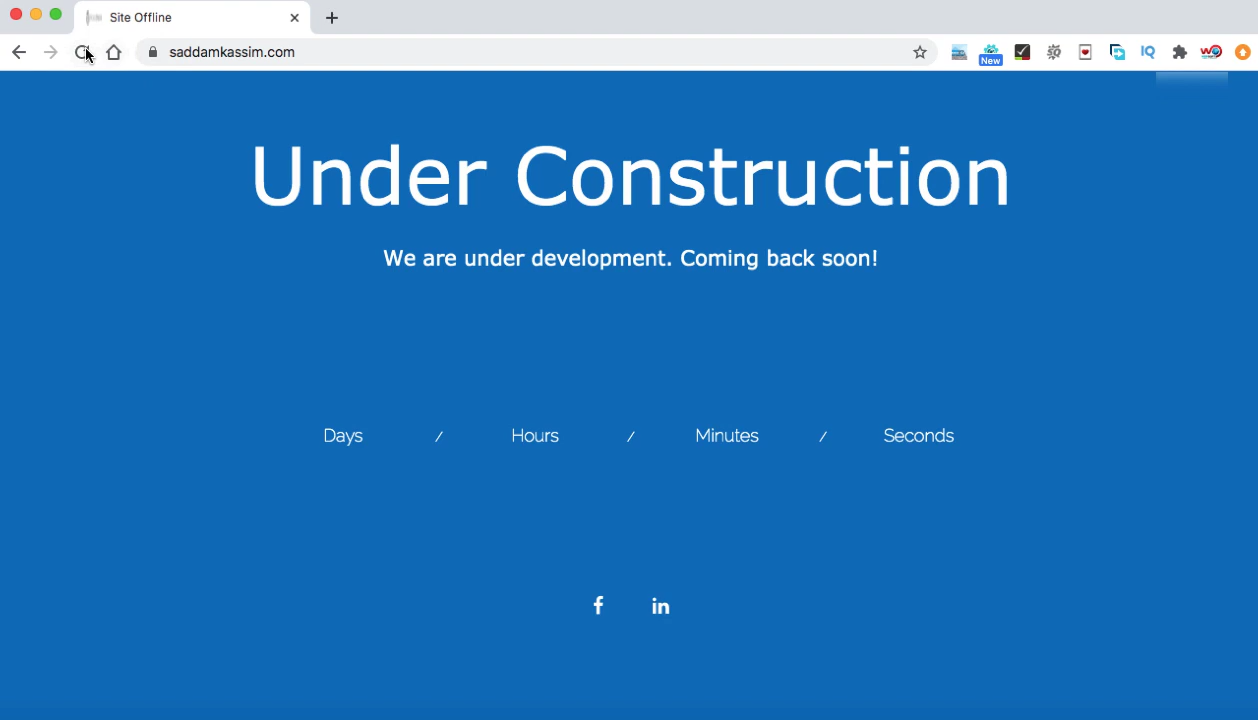 Site Offline
saddamkassim.com
New
SQ
IQ
Under Construction
We are under development. Coming back soon!
Days / Hours / Minutes / Seconds
f in